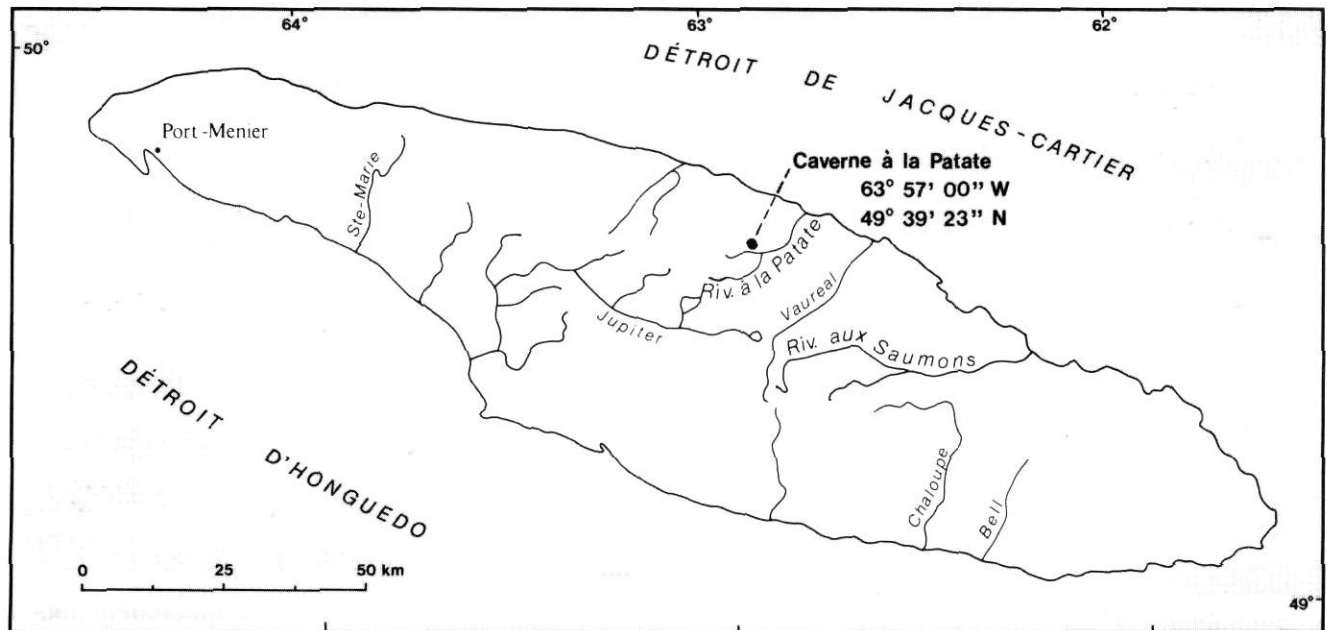 64° 63° 62°
50°
DÉTROIT DE JACQUES-CARTIER
Port-Menier
Caverne à la Patate
63° 57' 00" W
49° 39' 23" N
Ste-Marie
Riv. à la Patate
Vaureal
Jupiter
Riv. aux Saumons
DÉTROIT D'HONGUEDO
Chaloupe
Bell
0 25 50 km
49°